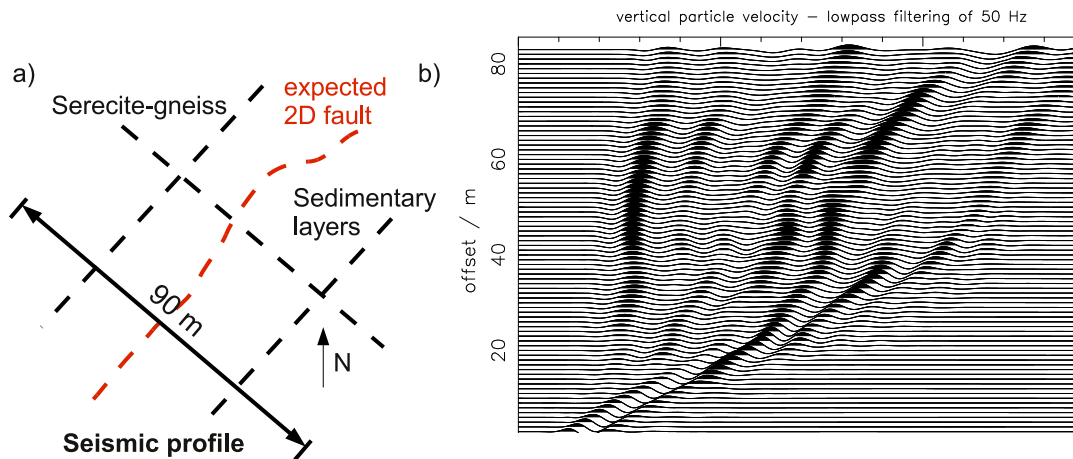 a)
Serecite-gneiss
expected
2D fault
Sedimentary
layers
90 m
N
Seismic profile
b)
vertical particle velocity – lowpass filtering of 50 Hz
offset / m
80
60
40
20